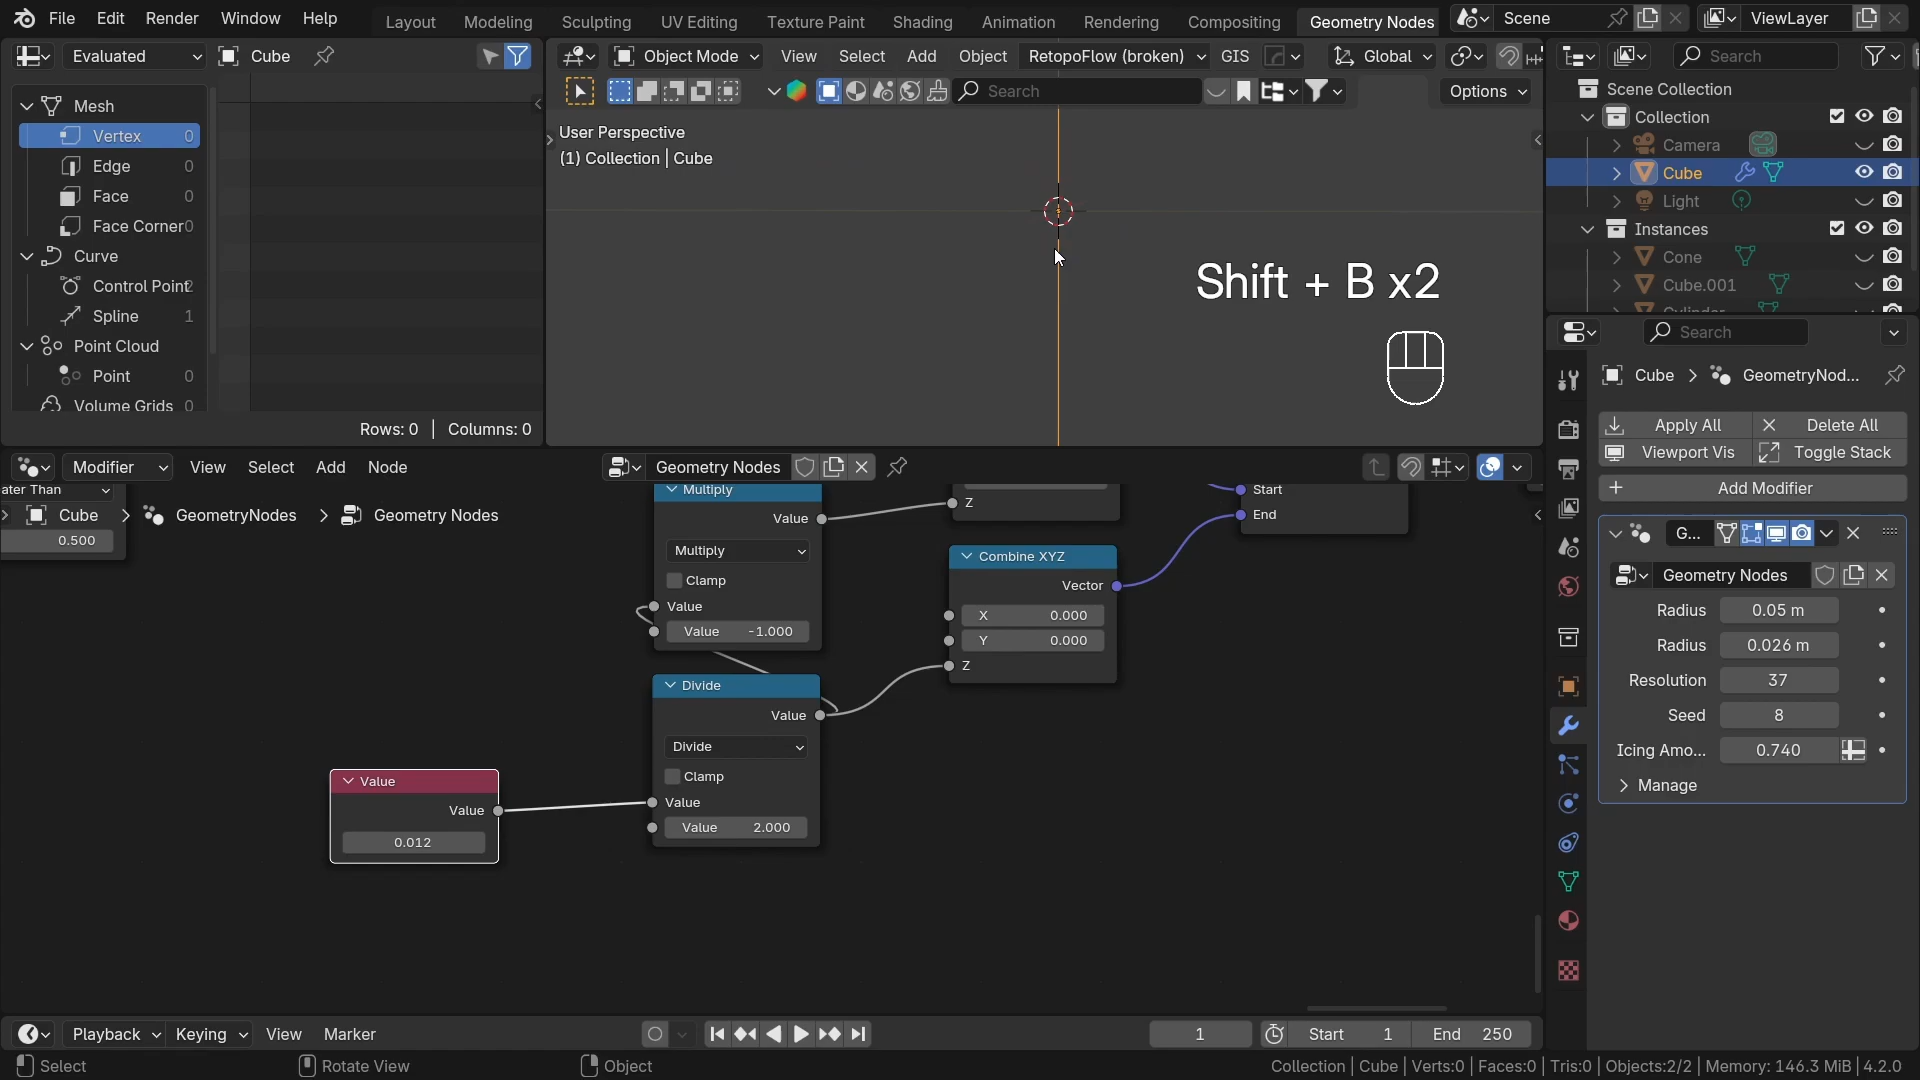 File Edit Render Window Help Layout Modeling Sculpting UV Editing Texture Paint Shading Animation Rendering Compositing Geometry Nodes Scene ViewLayer
Evaluated Cube Object Mode View Select Add Object RetopoFlow (broken) GIS Global Search
Search Options
Mesh
Vertex 0
Edge 0
Face 0
Face Corner 0
Curve
Control Point 2
Spline 1
Point Cloud
Point 0
Volume Grids 0
Rows: 0 | Columns: 0
User Perspective
(1) Collection | Cube
Shift + B x2
Scene Collection
Collection
Camera
Cube
Light
Instances
Cone
Cube.001
Search
Cube > GeometryNod...
Apply All Delete All
Viewport Vis Toggle Stack
Add Modifier
G...
Geometry Nodes
Radius 0.05 m
Radius 0.026 m
Resolution 37
Seed 8
Icing Amo... 0.740
Manage
Modifier View Select Add Node Geometry Nodes
ater Than
Cube > GeometryNodes > Geometry Nodes
0.500
Multiply
Value
Multiply
Clamp
Value
Value -1.000
Divide
Value
Divide
Clamp
Value
Value 2.000
Value
Value
0.012
Z
Combine XYZ
Vector
X 0.000
Y 0.000
Z
Start
End
Playback Keying View Marker 1 Start 1 End 250
Select Rotate View Object Collection | Cube | Verts:0 | Faces:0 | Tris:0 | Objects:2/2 | Memory: 146.3 MiB | 4.2.0